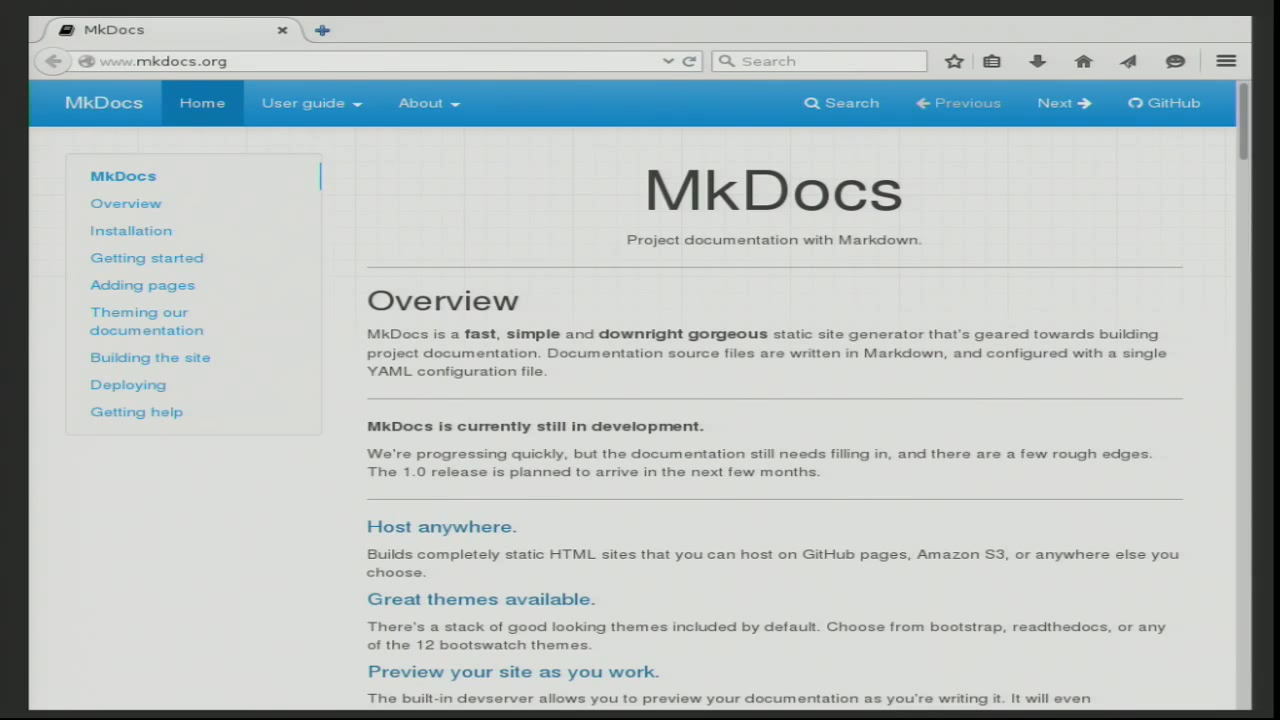 MkDocs
www.mkdocs.org
Search
MkDocs Home User guide About Search Previous Next GitHub
MkDocs
Overview
Installation
Getting started
Adding pages
Theming our
documentation
Building the site
Deploying
Getting help
MkDocs
Project documentation with Markdown.
Overview
MkDocs is a fast, simple and downright gorgeous static site generator that's geared towards building
project documentation. Documentation source files are written in Markdown, and configured with a single
YAML configuration file.
MkDocs is currently still in development.
We're progressing quickly, but the documentation still needs filling in, and there are a few rough edges.
The 1.0 release is planned to arrive in the next few months.
Host anywhere.
Builds completely static HTML sites that you can host on GitHub pages, Amazon S3, or anywhere else you
choose.
Great themes available.
There's a stack of good looking themes included by default. Choose from bootstrap, readthedocs, or any
of the 12 bootswatch themes.
Preview your site as you work.
The built-in devserver allows you to preview your documentation as you're writing it. It will even